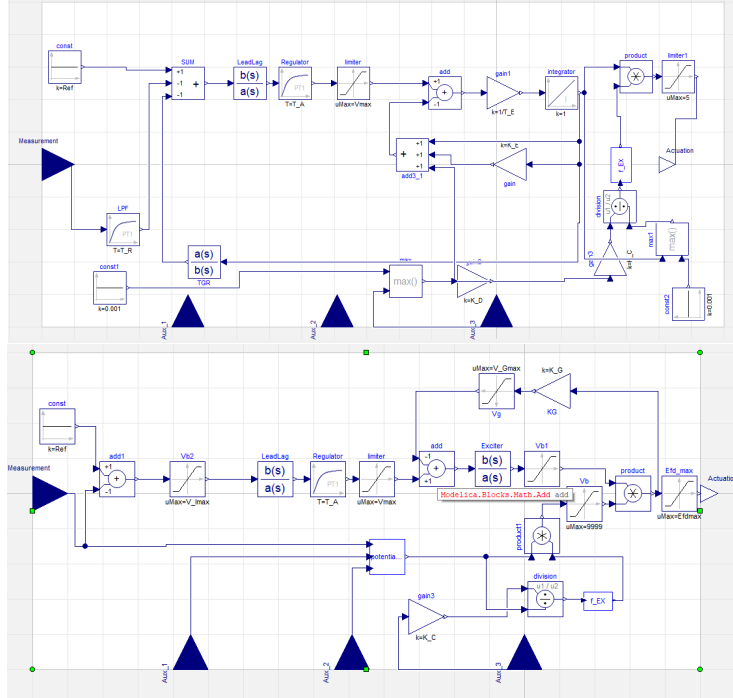 const
k=Ref
SUM
+1
-1
-1
+
LeadLag
b(s)
a(s)
Regulator
PT1
T=T_A
limiter
uMax=Vmax
add
+
-1
gain1
k=1/T_E
integrator
k=1
product
limiter1
uMax=5
Measurement
LPF
PT1
T=T_R
+
+1
+1
+1
add3_1
k=K_E
gain
f_EX
Actuation
division
u1 / u2
a(s)
b(s)
TGR
const1
k=0.001
max()
k=K_D
gain3
max1
max()
const2
k=0.001
Aux_1
Aux_2
Aux_3
uMax=V_Gmax
Vg
k=K_G
KG
const
k=Ref
Measurement
add1
+1
+
-1
Vb2
uMax=V_Imax
LeadLag
b(s)
a(s)
Regulator
PT1
T=T_A
limiter
uMax=Vmax
add
-1
+
+1
Exciter
b(s)
a(s)
Vb1
Modelica.Blocks.Math.Add add
Vb
uMax=9999
product
Efd_max
uMax=Efdmax
Actuatio
product1
potentia...
gain3
k=K_C
division
u1 / u2
f_EX
Aux_1
Aux_2
Aux_3